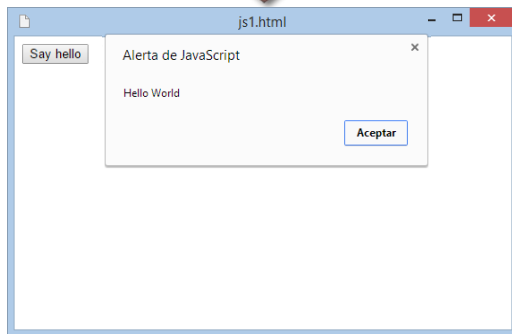 js1.html
Say hello
Alerta de JavaScript
Hello World
Aceptar